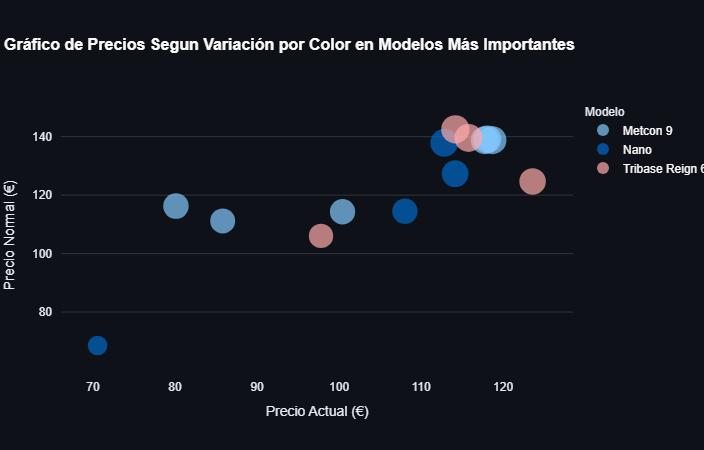 Gráfico de Precios Segun Variación por Color en Modelos Más Importantes
Modelo
Metcon 9
Nano
Tribase Reign 6
Precio Normal (€)
140
120
100
80
70
80
90
100
110
120
Precio Actual (€)